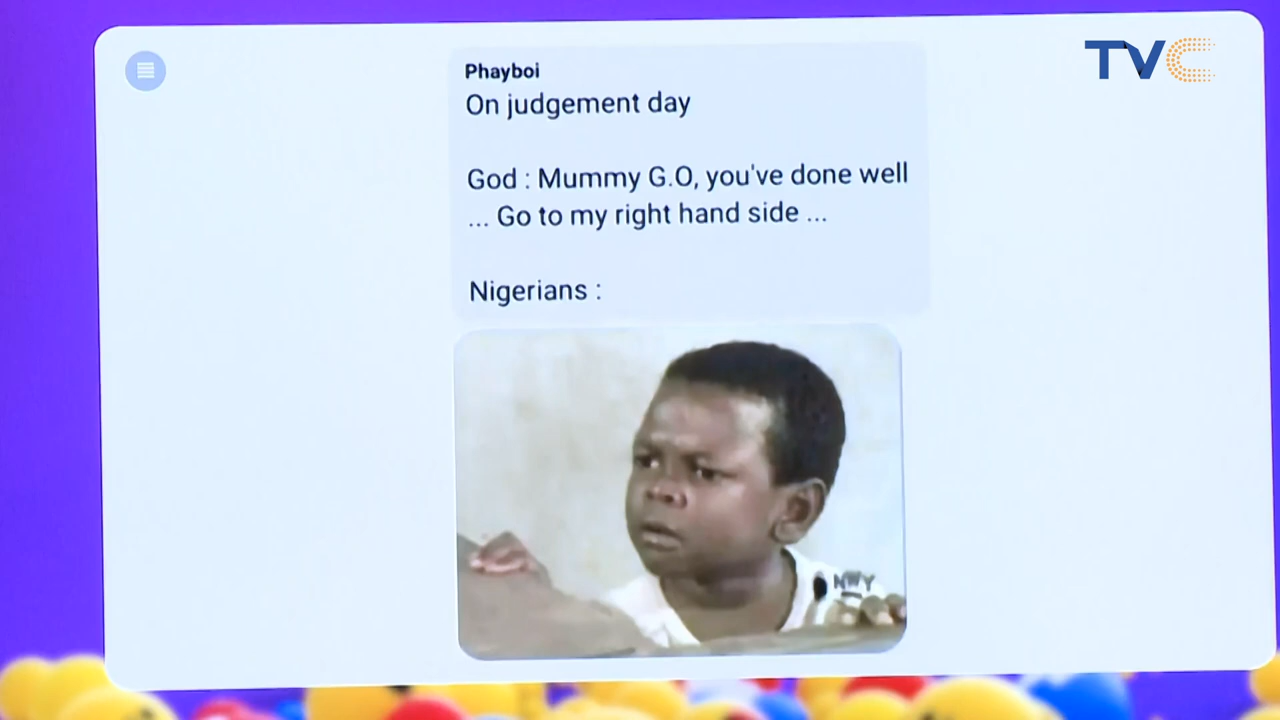 TVC
Phayboi
On judgement day
God : Mummy G.O, you've done well
... Go to my right hand side ...
Nigerians :